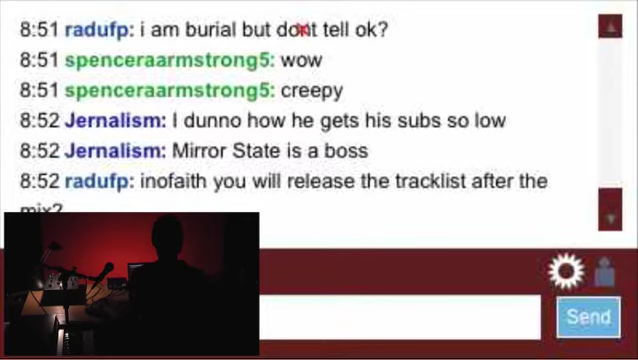 8:51 radufp: i am burial but dont tell ok?
8:51 spenceraarmstrong5: wow
8:51 spenceraarmstrong5: creepy
8:52 Jernalism: I dunno how he gets his subs so low
8:52 Jernalism: Mirror State is a boss
8:52 radufp: inofaith you will release the tracklist after the
mix?
Send